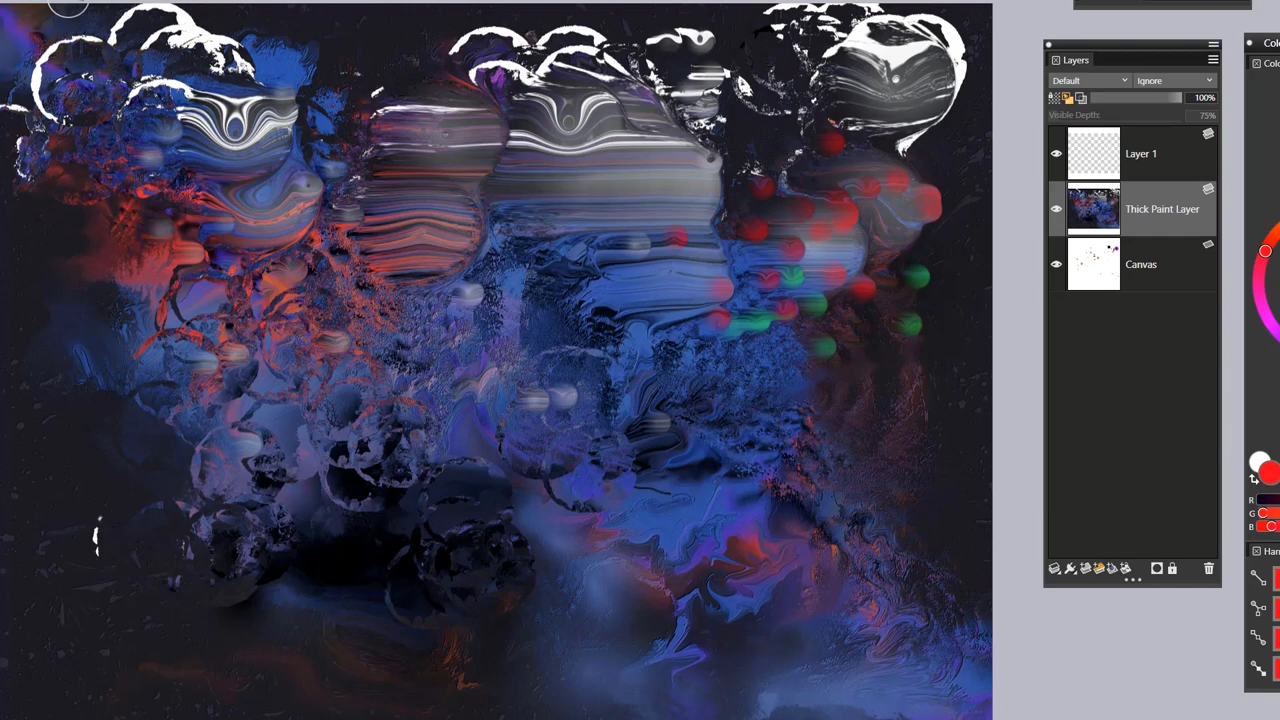 Layers
Default Ignore
100%
Visible Depth: 75%
Layer 1
Thick Paint Layer
Canvas
R
G
B